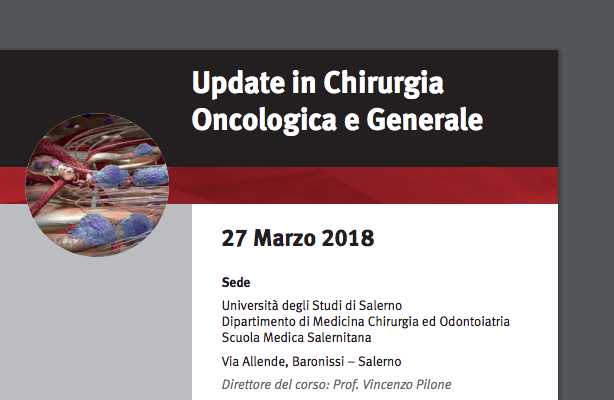 Update in Chirurgia
Oncologica e Generale
27 Marzo 2018
Sede
Università degli Studi di Salerno
Dipartimento di Medicina Chirurgia ed Odontoiatria
Scuola Medica Salernitana
Via Allende, Baronissi – Salerno
Direttore del corso: Prof. Vincenzo Pilone